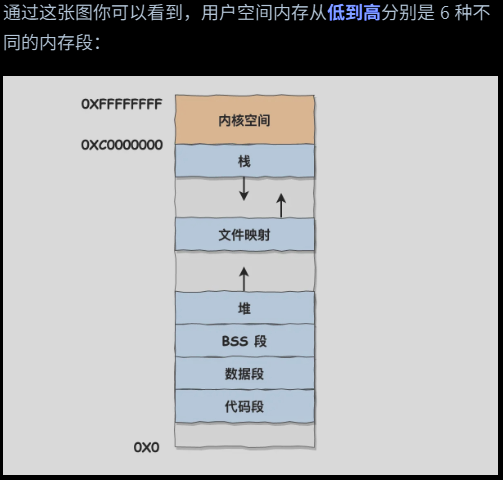 通过这张图你可以看到，用户空间内存从低到高分别是 6 种不
同的内存段：
0XFFFFFFFF
内核空间
0XC0000000
栈
文件映射
堆
BSS 段
数据段
代码段
0X0